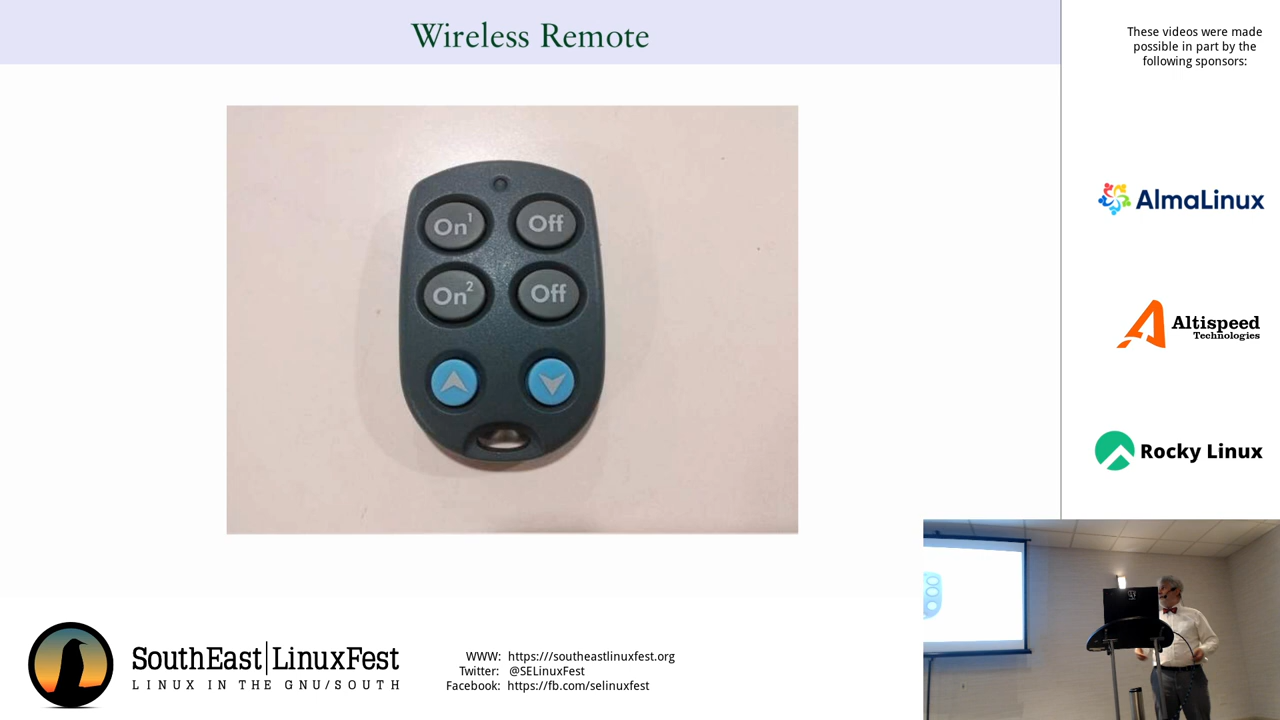 Wireless Remote
These videos were made
possible in part by the
following sponsors:
On1 Off
On2 Off
AlmaLinux
Altispeed
Technologies
Rocky Linux
SouthEast|LinuxFest
LINUX IN THE GNU/SOUTH
WWW: https:///southeastlinuxfest.org
Twitter: @SELinuxFest
Facebook: https://fb.com/selinuxfest